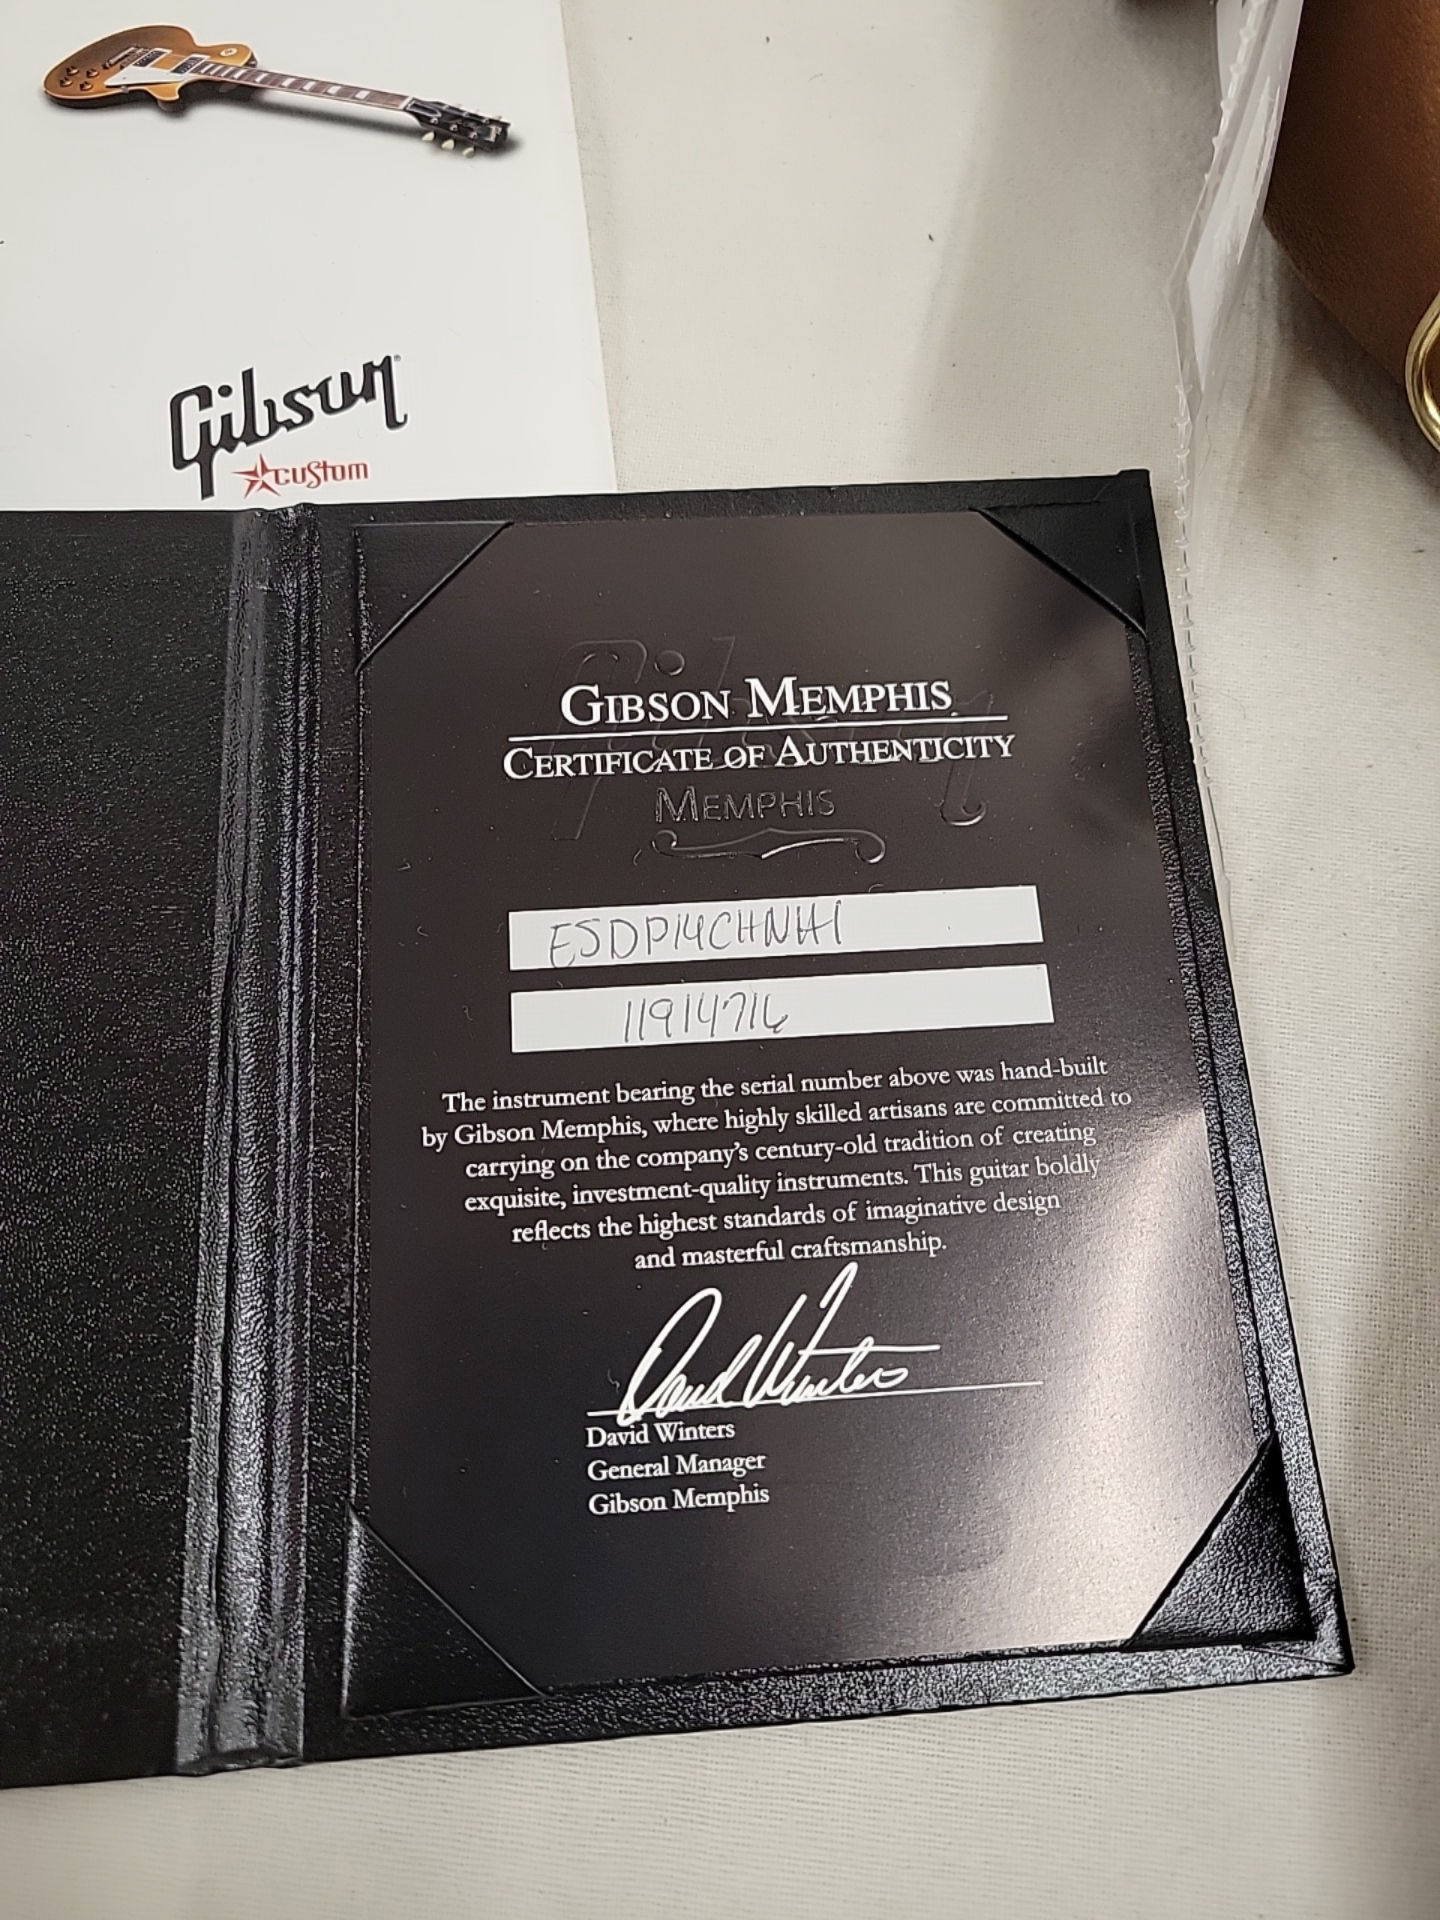 Gibson
custom
GIBSON MEMPHIS
CERTIFICATE OF AUTHENTICITY
MEMPHIS
ESDP14CHNH1
11914716
The instrument bearing the serial number above was hand-built
by Gibson Memphis, where highly skilled artisans are committed to
carrying on the company's century-old tradition of creating
exquisite, investment-quality instruments. This guitar boldly
reflects the highest standards of imaginative design
and masterful craftsmanship.
David Winters
David Winters
General Manager
Gibson Memphis